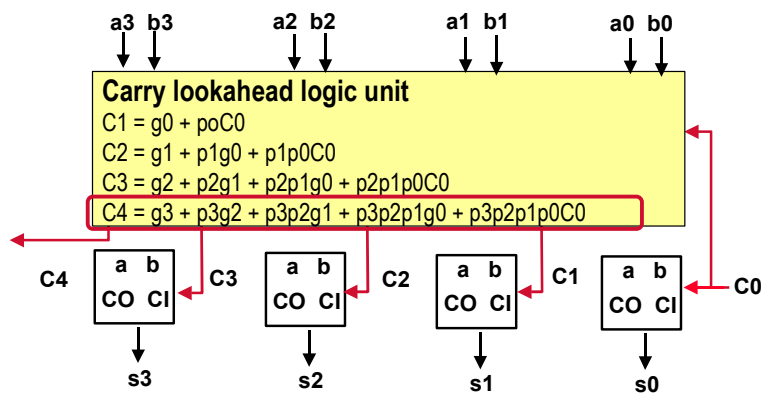 a3 b3 a2 b2 a1 b1 a0 b0
Carry lookahead logic unit
C1 = g0 + poC0
C2 = g1 + p1g0 + p1p0C0
C3 = g2 + p2g1 + p2p1g0 + p2p1p0C0
C4 = g3 + p3g2 + p3p2g1 + p3p2p1g0 + p3p2p1p0C0
C4 a b C3 a b C2 a b C1 a b C0
CO CI CO CI CO CI CO CI
s3 s2 s1 s0